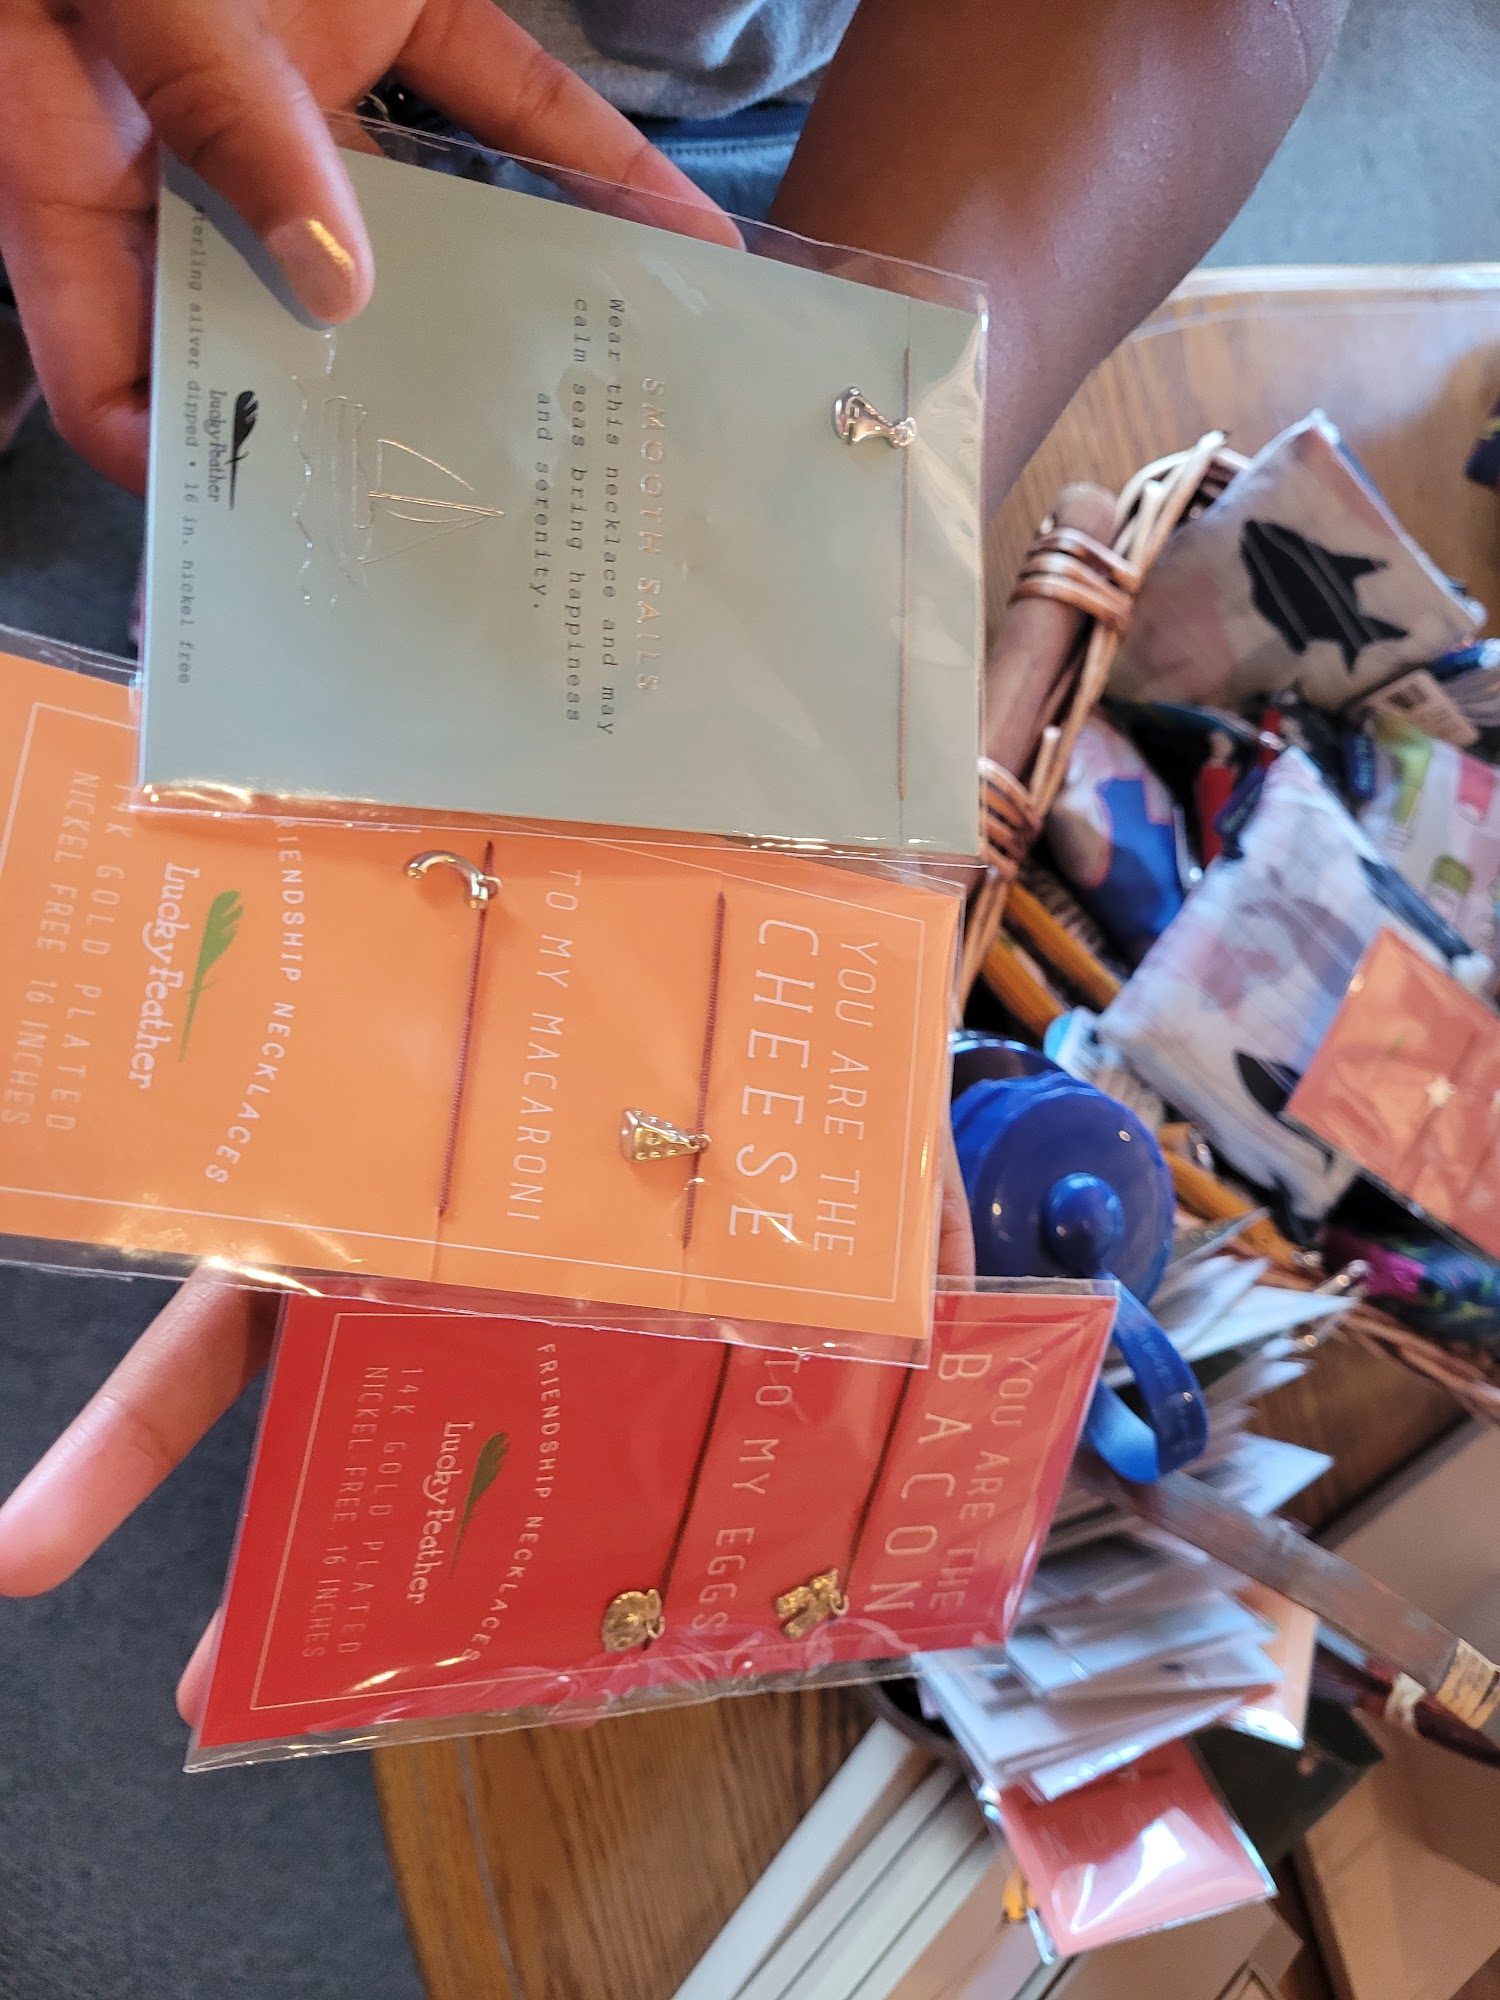 SMOOTH SAILS
Wear this necklace and may
calm seas bring happiness
and serenity.
LuckyFeather
sterling silver dipped • 16 in. nickel free
YOU ARE THE
CHEESE
TO MY MACARONI
FRIENDSHIP NECKLACES
LuckyFeather
14K GOLD PLATED
NICKEL FREE 16 INCHES
YOU ARE THE
BACON
TO MY EGGS
FRIENDSHIP NECKLACES
LuckyFeather
14K GOLD PLATED
NICKEL FREE, 16 INCHES